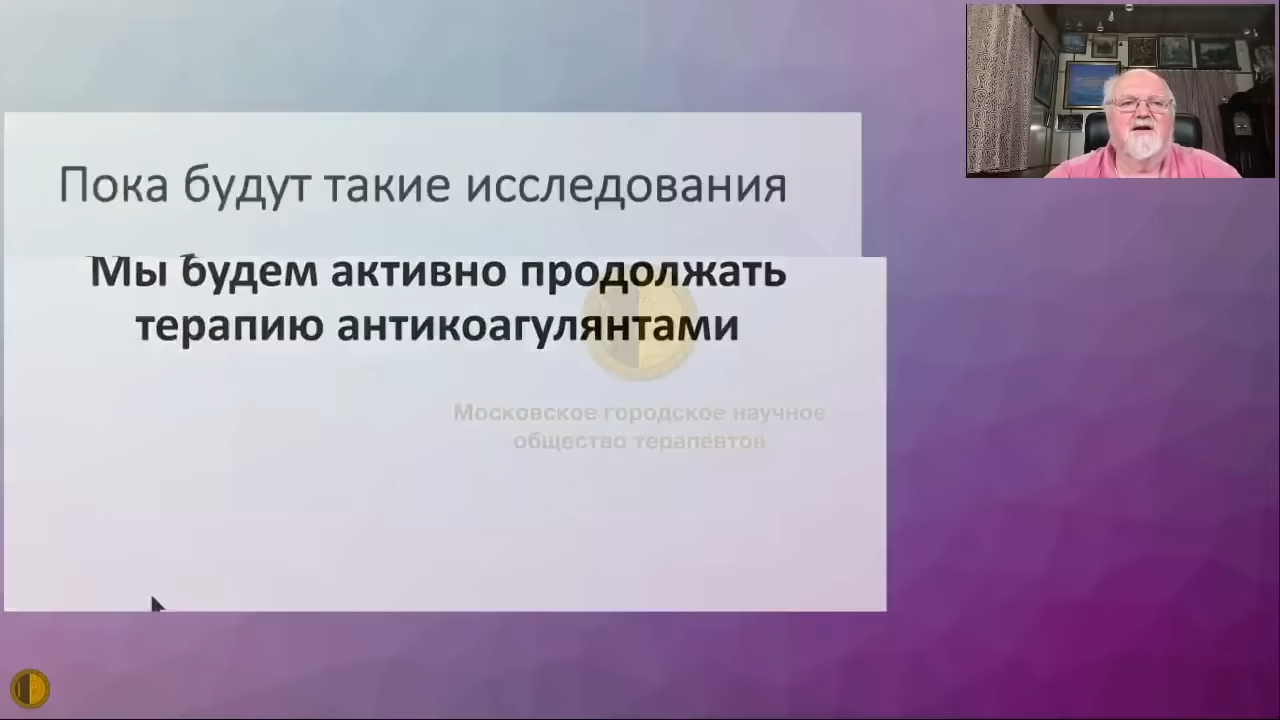 Пока будут такие исследования
Мы будем активно продолжать
терапию антикоагулянтами
Московское городское научное
общество терапевтов